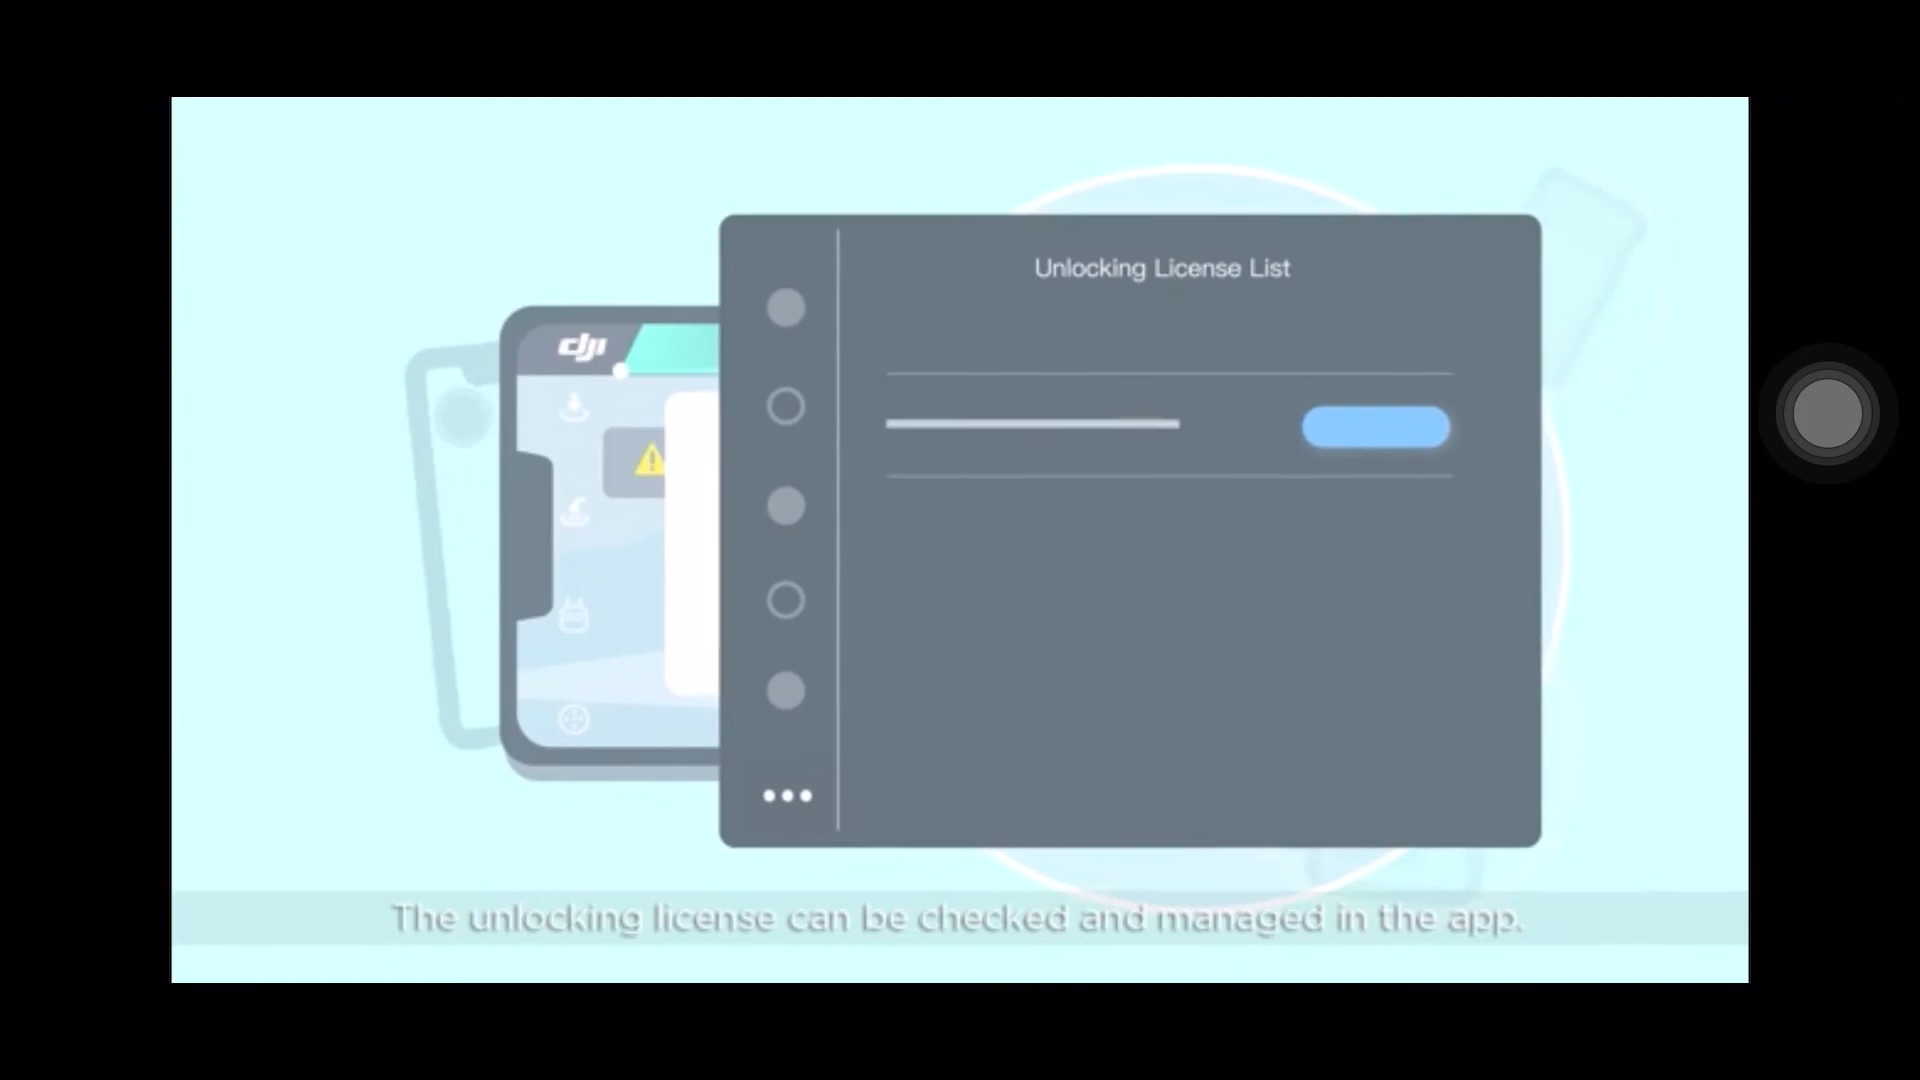 Unlocking License List
dji
The unlocking license can be checked and managed in the app.